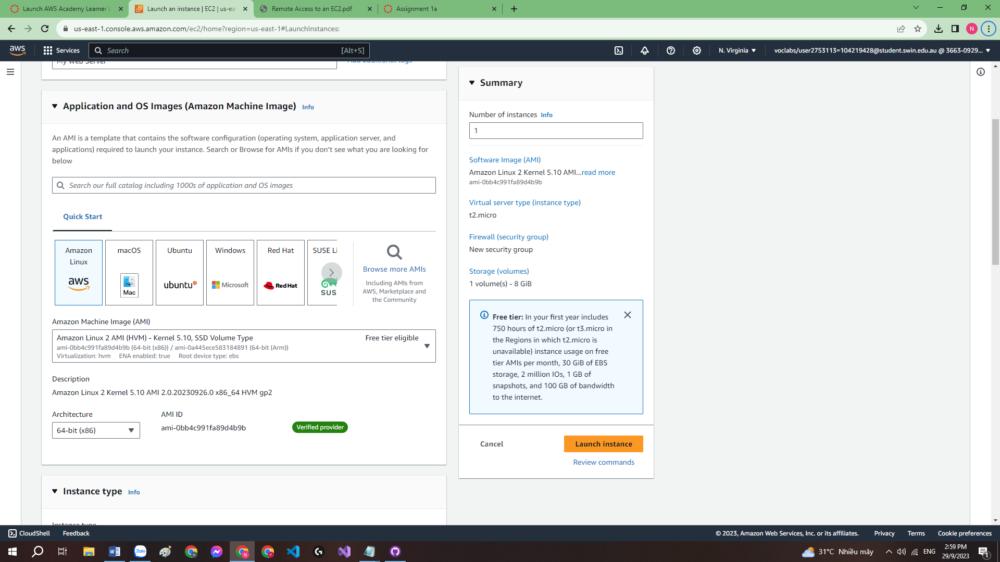 Launch AWS Academy Learner L
Launch an instance | EC2 | us-ea
Remote Access to an EC2.pdf
Assignment 1a
us-east-1.console.aws.amazon.com/ec2/home?region=us-east-1#LaunchInstances:
N
aws
Services
Search
[Alt+S]
N. Virginia
voclabs/user2753113=104219428@student.swin.edu.au @ 3663-0929...
My Web Server
Add additional tags
Application and OS Images (Amazon Machine Image) Info
An AMI is a template that contains the software configuration (operating system, application server, and
applications) required to launch your instance. Search or Browse for AMIs if you don't see what you are looking for
below
Search our full catalog including 1000s of application and OS images
Quick Start
Amazon
Linux
aws
macOS
Mac
Ubuntu
ubuntu
Windows
Microsoft
Red Hat
Red Hat
SUSE Li
SUS
Browse more AMIs
Including AMIs from
AWS, Marketplace and
the Community
Amazon Machine Image (AMI)
Amazon Linux 2 AMI (HVM) - Kernel 5.10, SSD Volume Type
Free tier eligible
ami-0bb4c991fa89d4b9b (64-bit (x86)) / ami-0a445ece583184891 (64-bit (Arm))
Virtualization: hvm ENA enabled: true Root device type: ebs
Description
Amazon Linux 2 Kernel 5.10 AMI 2.0.20230926.0 x86_64 HVM gp2
Architecture
64-bit (x86)
AMI ID
ami-0bb4c991fa89d4b9b
Verified provider
Instance type Info
Instance type
Summary
Number of instances Info
1
Software Image (AMI)
Amazon Linux 2 Kernel 5.10 AMI...read more
ami-0bb4c991fa89d4b9b
Virtual server type (instance type)
t2.micro
Firewall (security group)
New security group
Storage (volumes)
1 volume(s) - 8 GiB
Free tier: In your first year includes
750 hours of t2.micro (or t3.micro in
the Regions in which t2.micro is
unavailable) instance usage on free
tier AMIs per month, 30 GiB of EBS
storage, 2 million IOs, 1 GB of
snapshots, and 100 GB of bandwidth
to the internet.
Cancel
Launch instance
Review commands
CloudShell
Feedback
© 2023, Amazon Web Services, Inc. or its affiliates.
Privacy
Terms
Cookie preferences
Zalo
31°C Nhiều mây
ENG
2:59 PM
29/9/2023
1